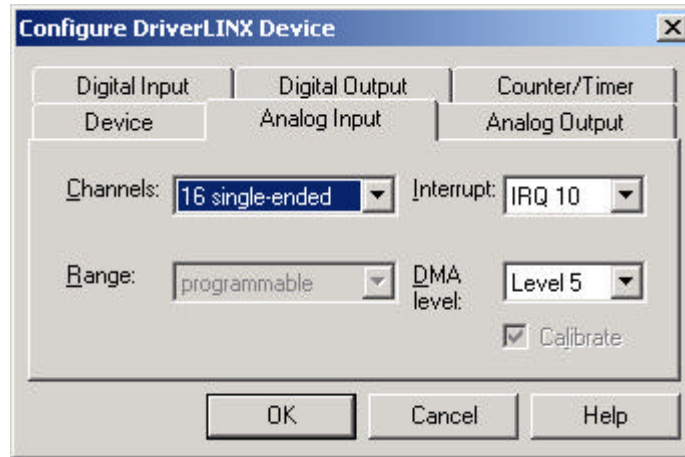 Configure DriverLINX Device
Digital Input Digital Output Counter/Timer
Device Analog Input Analog Output
Channels: 16 single-ended Interrupt: IRQ 10
Range: programmable DMA level: Level 5
Calibrate
OK Cancel Help